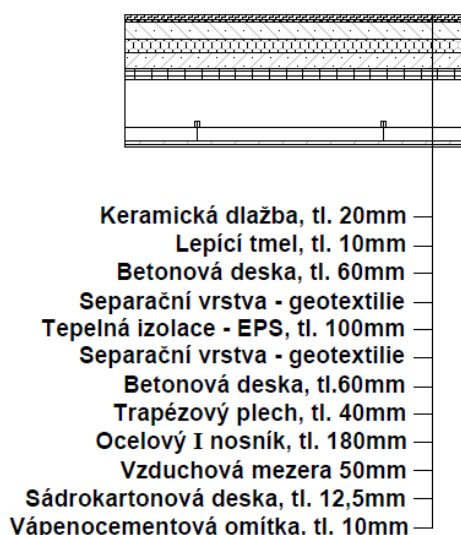 Keramická dlažba, tl. 20mm
Lepící tmel, tl. 10mm
Betonová deska, tl. 60mm
Separační vrstva - geotextilie
Tepelná izolace - EPS, tl. 100mm
Separační vrstva - geotextilie
Betonová deska, tl.60mm
Trapézový plech, tl. 40mm
Ocelový I nosník, tl. 180mm
Vzduchová mezera 50mm
Sádrokartonová deska, tl. 12,5mm
Vápenocementová omítka, tl. 10mm